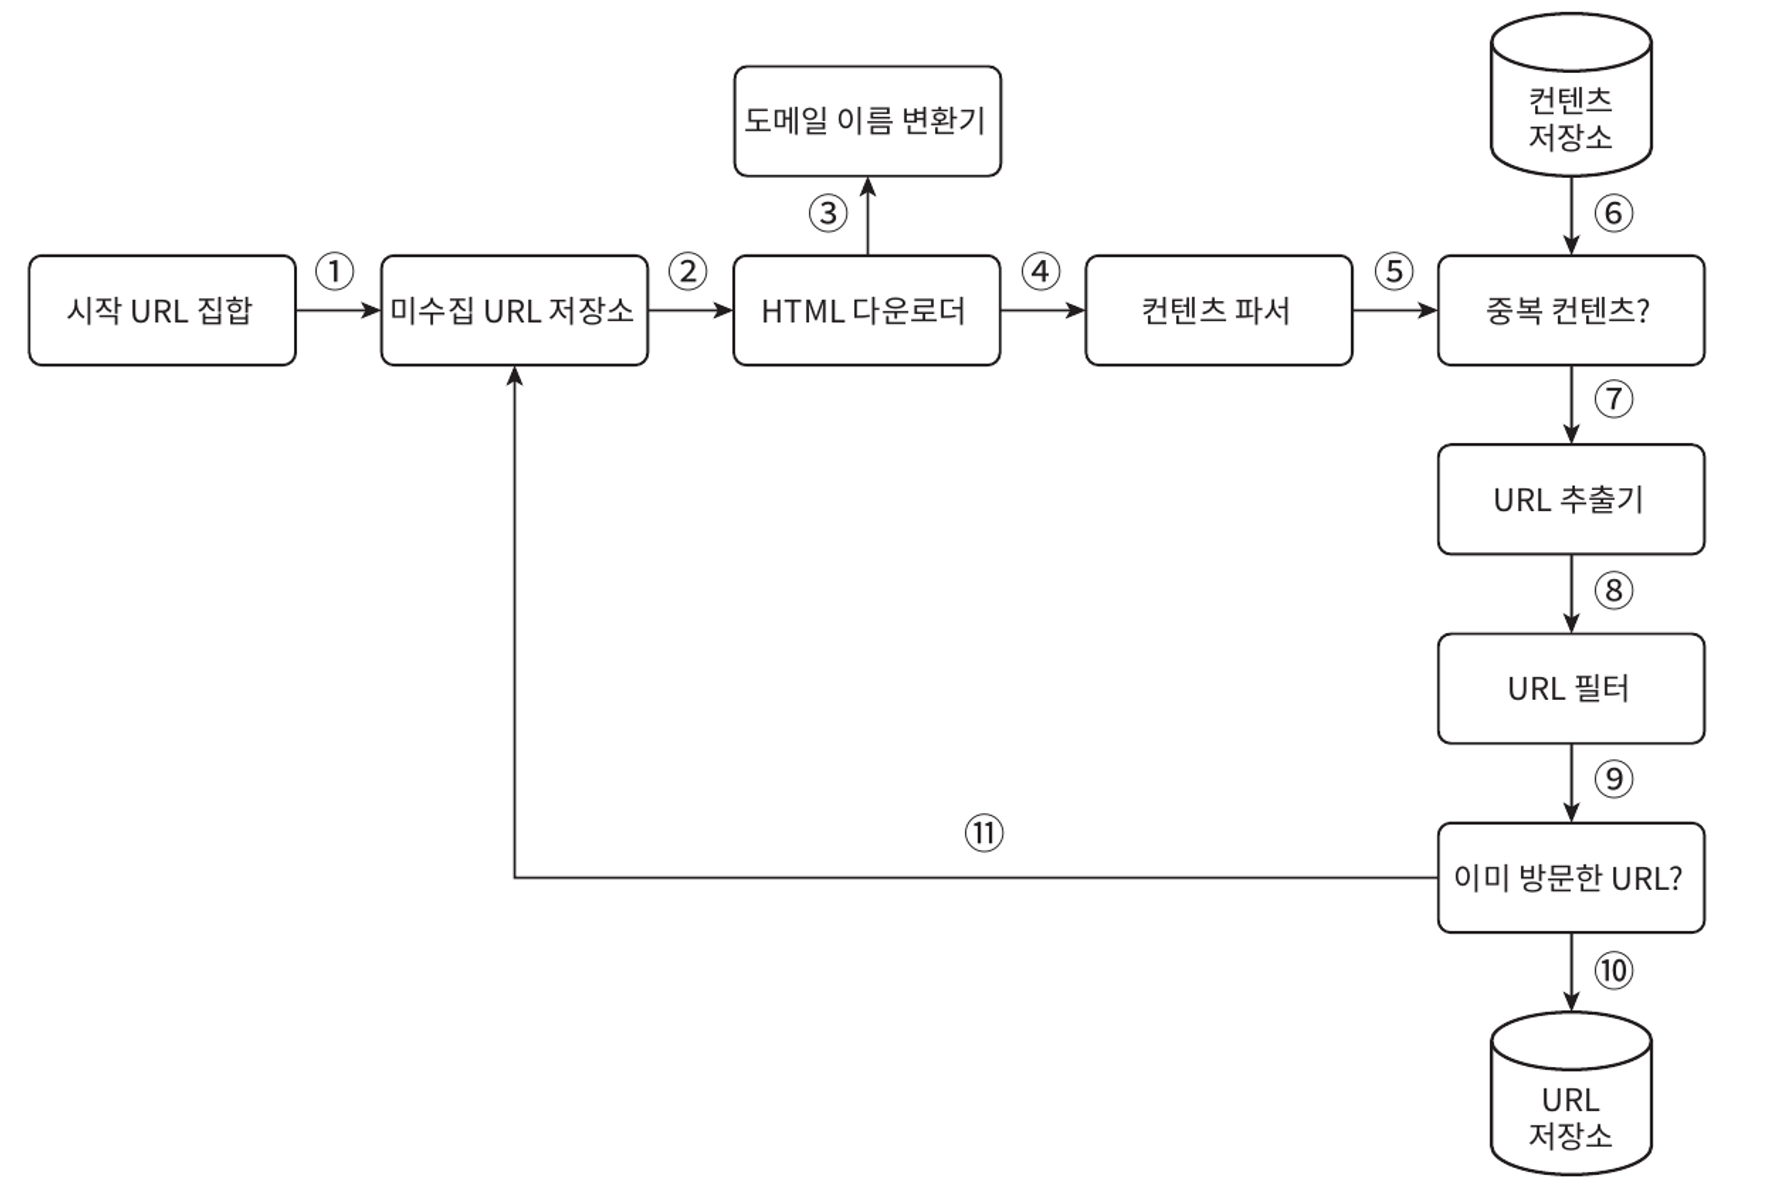 컨텐츠
저장소
도메일 이름 변환기
③
⑥
①
②
④
⑤
시작 URL 집합
미수집 URL 저장소
HTML 다운로더
컨텐츠 파서
중복 컨텐츠?
⑦
URL 추출기
⑧
URL 필터
⑨
⑪
이미 방문한 URL?
⑩
URL
저장소